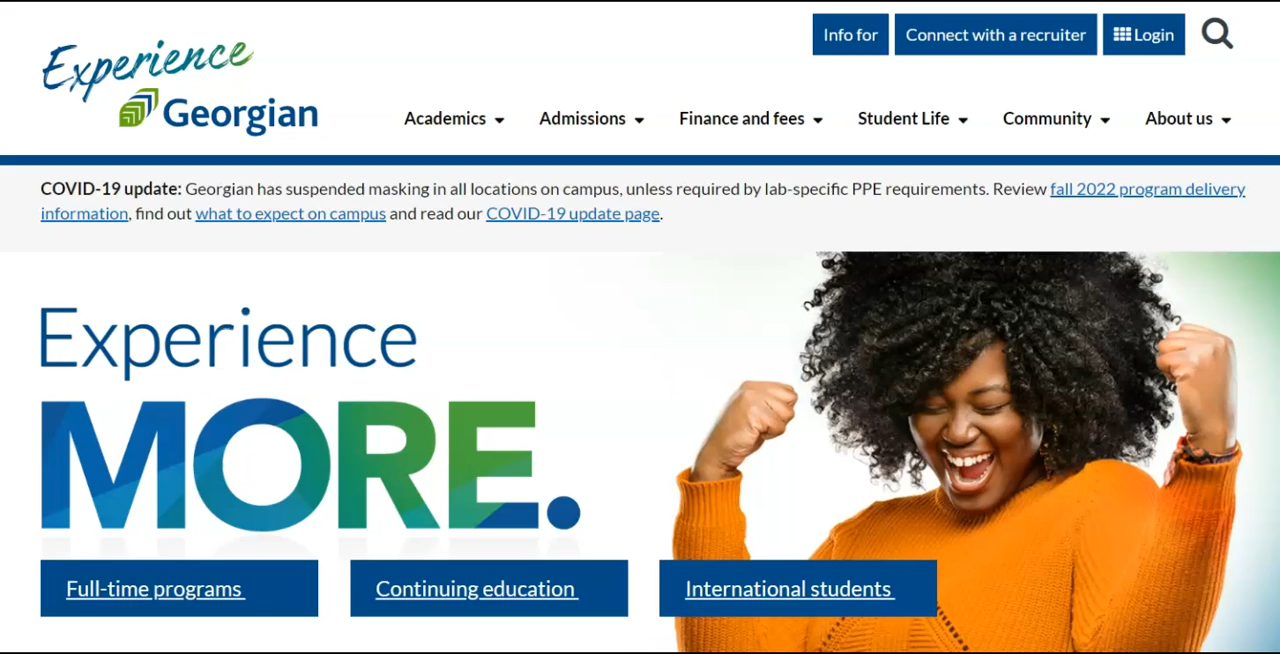 Info for
Connect with a recruiter
Login
Experience
Georgian
Academics
Admissions
Finance and fees
Student Life
Community
About us
COVID-19 update: Georgian has suspended masking in all locations on campus, unless required by lab-specific PPE requirements. Review fall 2022 program delivery
information, find out what to expect on campus and read our COVID-19 update page.
Experience
MORE.
Full-time programs
Continuing education
International students